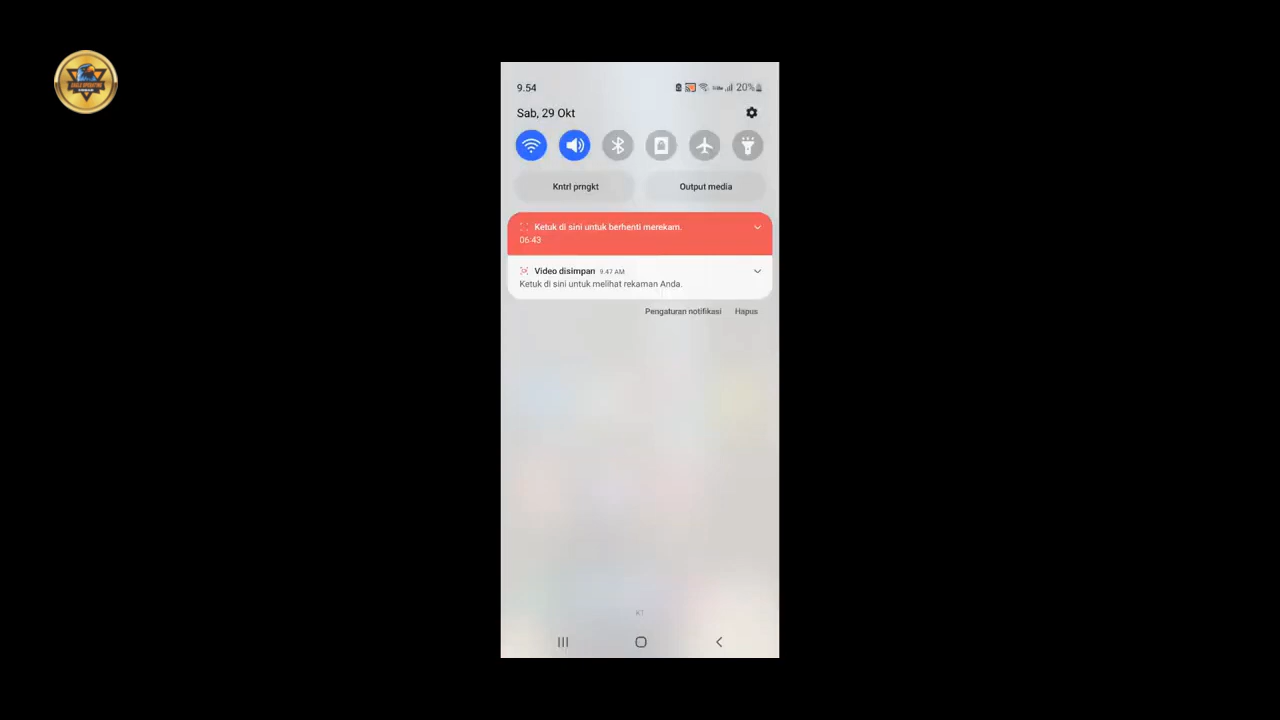 9.54
20%
Sab, 29 Okt
Kntrl prngkt
Output media
Ketuk di sini untuk berhenti merekam.
06:43
Video disimpan 9.47 AM
Ketuk di sini untuk melihat rekaman Anda.
Pengaturan notifikasi
Hapus